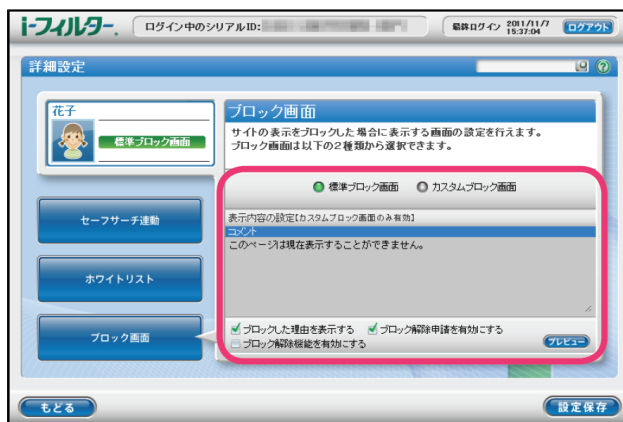 i-フィルター. ログイン中のシリアルID: 最終ログイン 2011/11/7 15:37:04 ログアウト
詳細設定
花子
標準ブロック画面
ブロック画面
サイトの表示をブロックした場合に表示する画面の設定を行えます。
ブロック画面は以下の2種類から選択できます。
標準ブロック画面 カスタムブロック画面
セーフサーチ連動
ホワイトリスト
ブロック画面
表示内容の設定[カスタムブロック画面のみ有効]
コメント
このページは現在表示することができません。
ブロックした理由を表示する ブロック解除申請を有効にする
ブロック解除機能を有効にする
プレビュー
もどる 設定保存